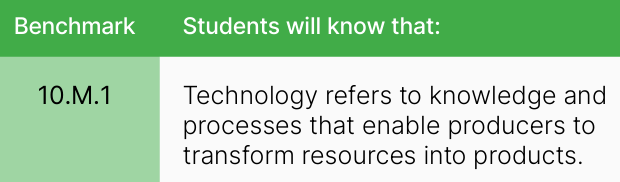 Benchmark Students will know that:
10.M.1 Technology refers to knowledge and
processes that enable producers to
transform resources into products.